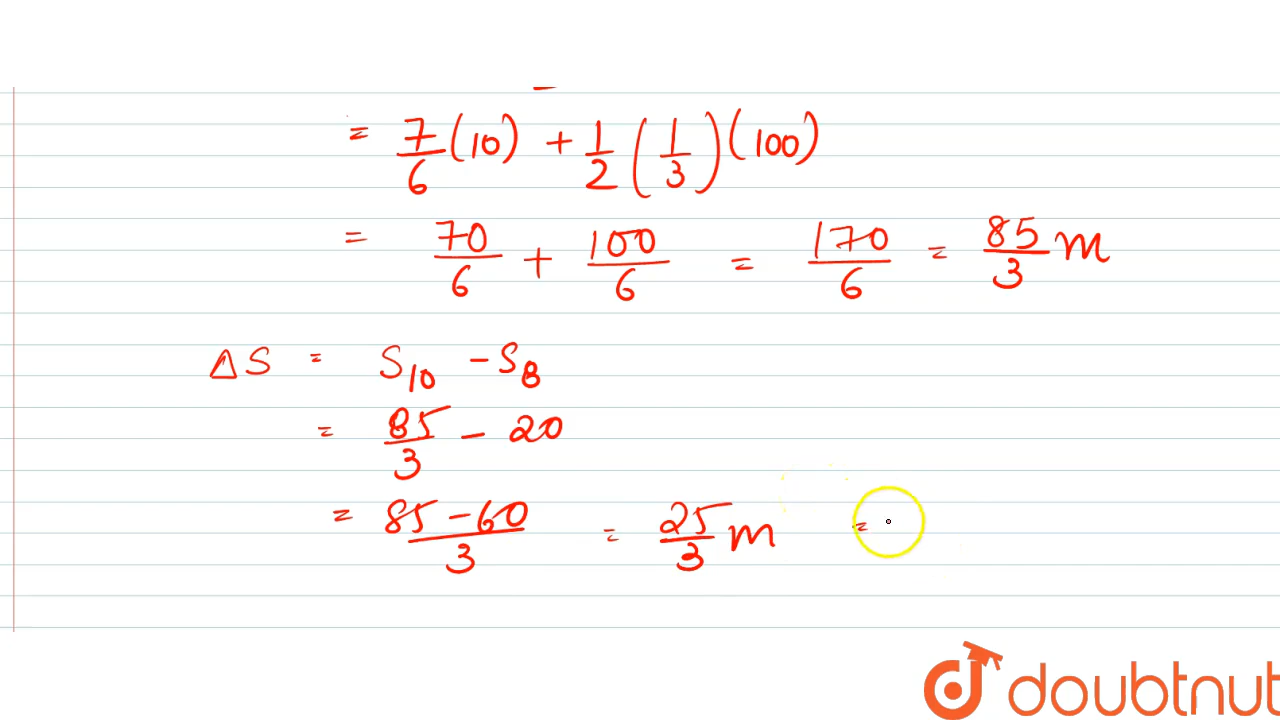 = 7/6 (10) + 1/2 (1/3) (100)
= 70/6 + 100/6 = 170/6 = 85/3 m
ΔS = S₁₀ - S₈
= 85/3 - 20
= 85 - 60/3 = 25/3 m =
doubtnut